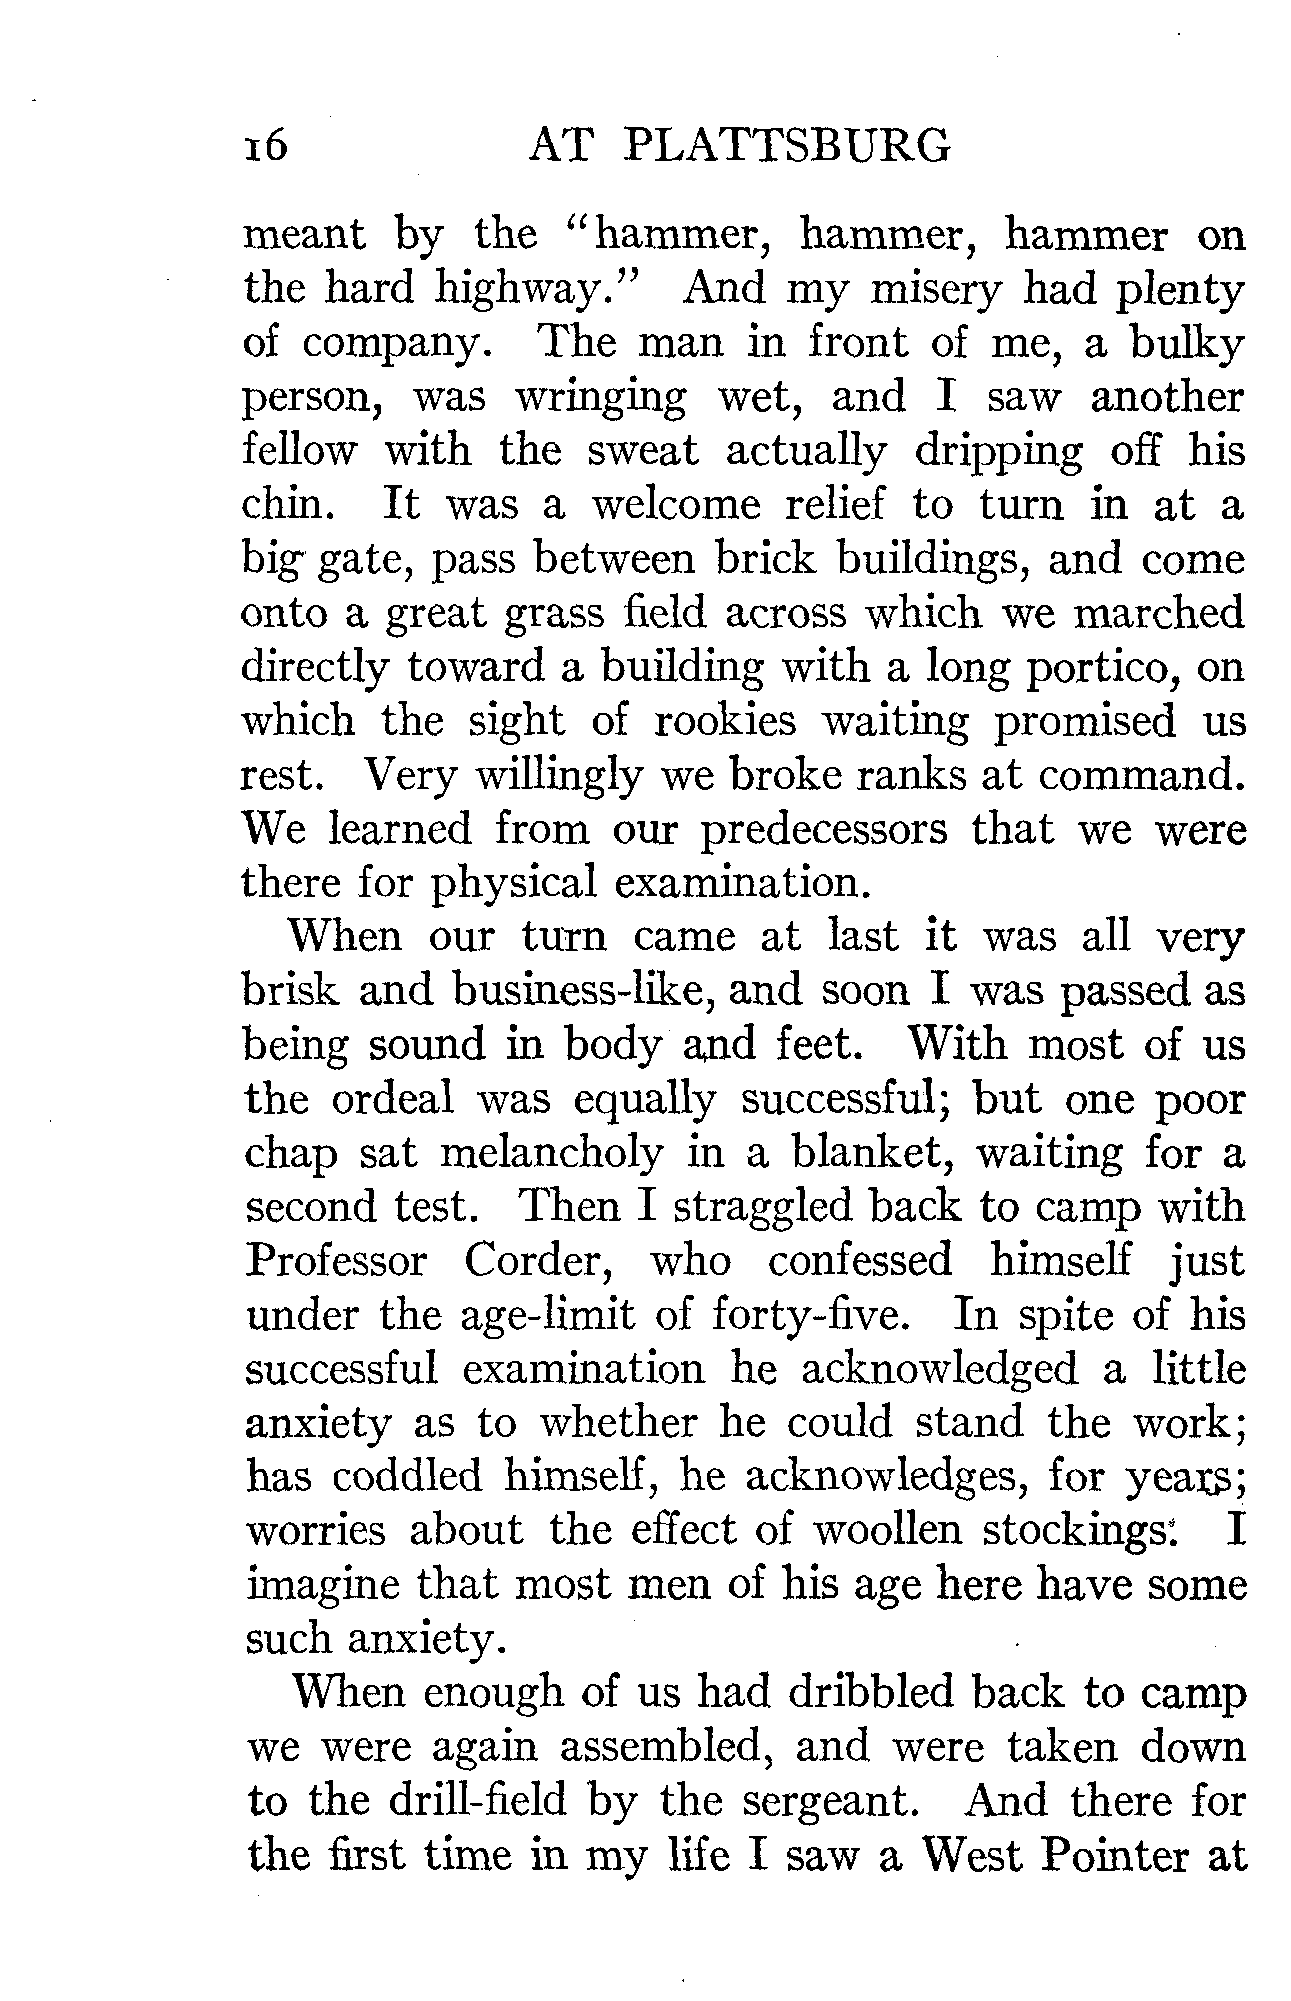 16 AT PLATTSBURG
meant by the "hammer, hammer, hammer on
the hard highway." And my misery had plenty
of company. The man in front of me, a bulky
person, was wringing wet, and I saw another
fellow with the sweat actually dripping off his
chin. It was a welcome relief to turn in at a
big gate, pass between brick buildings, and come
onto a great grass field across which we marched
directly toward a building with a long portico, on
which the sight of rookies waiting promised us
rest. Very willingly we broke ranks at command.
We learned from our predecessors that we were
there for physical examination.
When our turn came at last it was all very
brisk and business-like, and soon I was passed as
being sound in body and feet. With most of us
the ordeal was equally successful; but one poor
chap sat melancholy in a blanket, waiting for a
second test. Then I straggled back to camp with
Professor Corder, who confessed himself just
under the age-limit of forty-five. In spite of his
successful examination he acknowledged a little
anxiety as to whether he could stand the work;
has coddled himself, he acknowledges, for years;
worries about the effect of woollen stockings. I
imagine that most men of his age here have some
such anxiety.
When enough of us had dribbled back to camp
we were again assembled, and were taken down
to the drill-field by the sergeant. And there for
the first time in my life I saw a West Pointer at